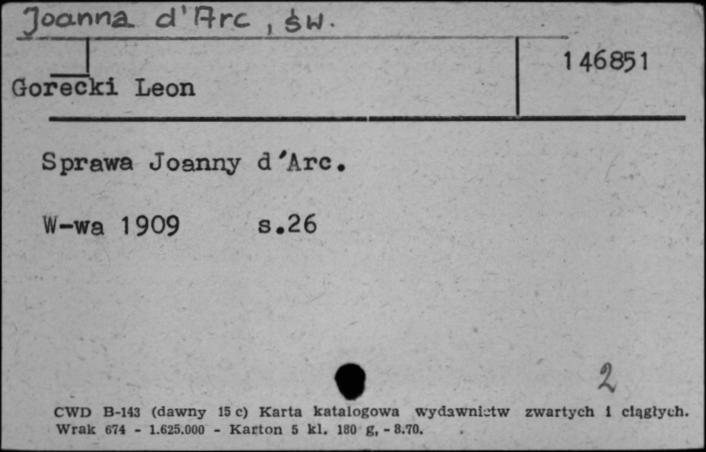 Joanna d'Arc, św.
146851
Gorecki Leon
Sprawa Joanny d'Arc.
W-wa 1909 s.26
2
CWD B-143 (dawny 15 c) Karta katalogowa wydawnictw zwartych i ciągłych.
Wrak 674 - 1.625.000 - Karton 5 kl. 180 g, - 8.70.